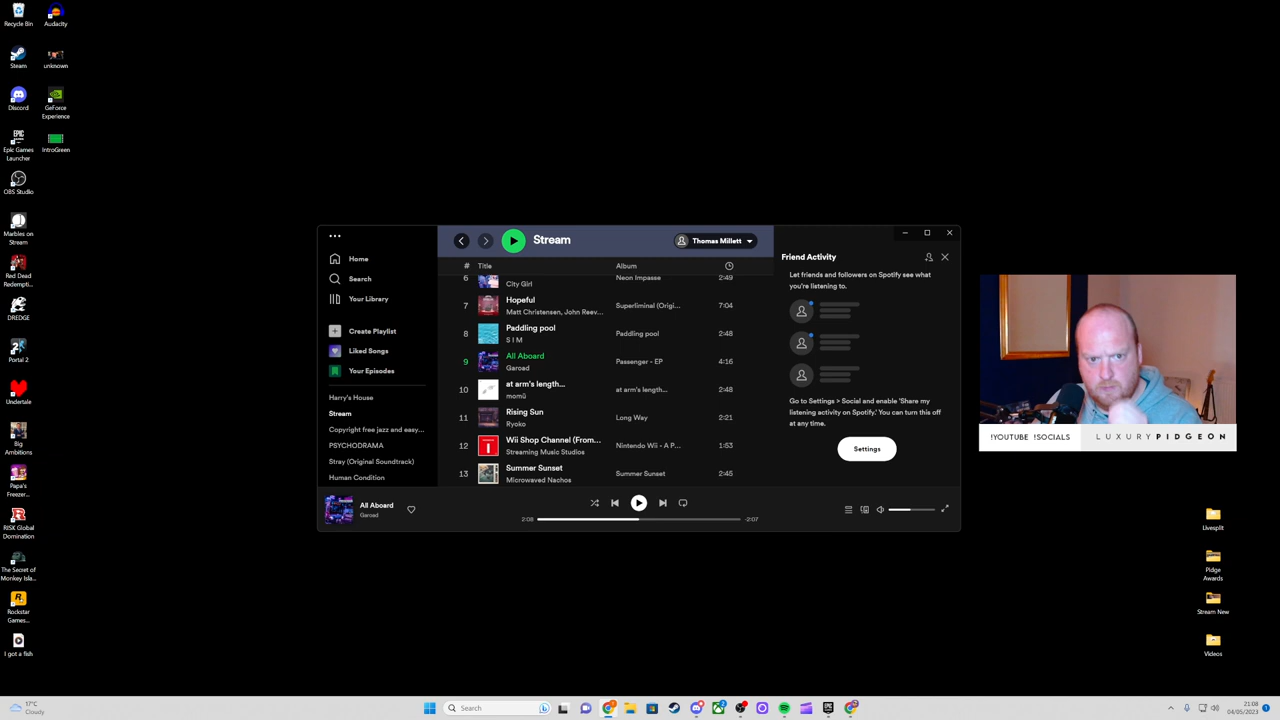 Recycle Bin
Audacity
Steam
unknown
Discord
GeForce
Experience
Epic Games
Launcher
IntroGreen
OBS Studio
Marbles on
Stream
Red Dead
Redempti...
DREDGE
Portal 2
Undertale
Big
Ambitions
Papa's
Freezer...
RISK Global
Domination
The Secret of
Monkey Isla...
Rockstar
Games...
I got a fish
Home
Search
Your Library
Create Playlist
Liked Songs
Your Episodes
Harry's House
Stream
Copyright free jazz and easy...
PSYCHODRAMA
Stray (Original Soundtrack)
Human Condition
Stream
Thomas Millett
# Title Album
6 City Girl Neon Impasse 2:49
7 Hopeful Superliminal (Origi... 7:04
Matt Christensen, John Reev...
8 Paddling pool Paddling pool 2:48
S I M
9 All Aboard Passenger - EP 4:16
Garoad
10 at arm's length... at arm's length... 2:48
momū
11 Rising Sun Long Way 2:21
Ryoko
12 Wii Shop Channel (From... Nintendo Wii - A P... 1:53
Streaming Music Studios
13 Summer Sunset Summer Sunset 2:45
Microwaved Nachos
Friend Activity
Let friends and followers on Spotify see what
you're listening to.
Go to Settings > Social and enable 'Share my
listening activity on Spotify.' You can turn this off
at any time.
Settings
All Aboard
Garoad
2:08 -2:07
!YOUTUBE !SOCIALS LUXURYPIDGEON
Livesplit
Pidge
Awards
Stream New
Videos
17°C
Cloudy
Search
21:08
04/05/2023